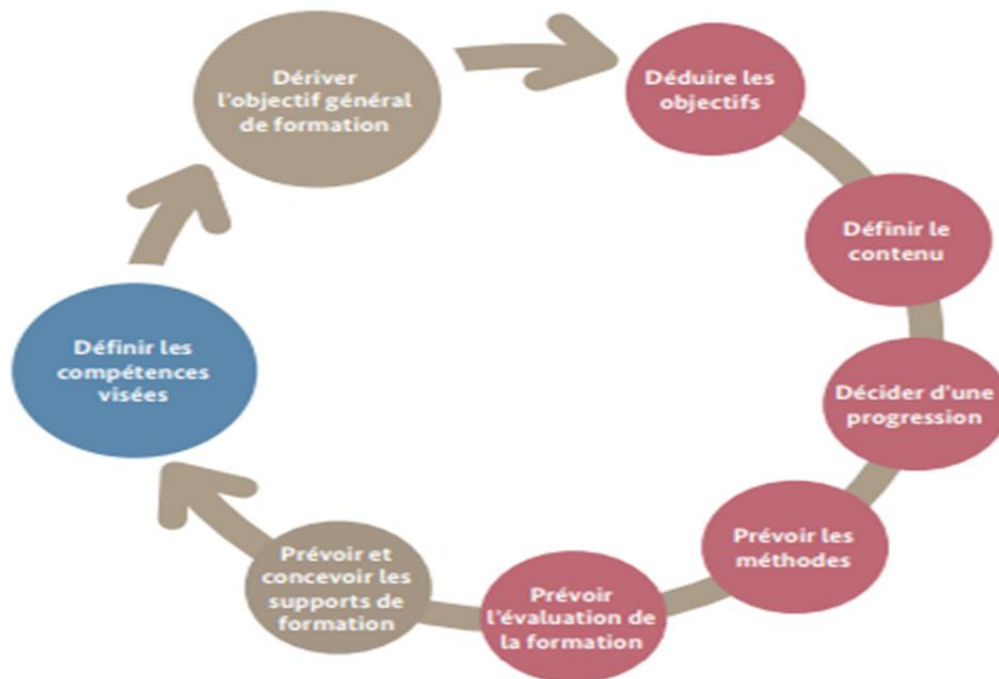 Dériver
l'objectif général
de formation
Déduire les
objectifs
Définir le
contenu
Décider d'une
progression
Prévoir les
méthodes
Prévoir
l'évaluation de
la formation
Prévoir et
concevoir les
supports de
formation
Définir les
compétences
visées